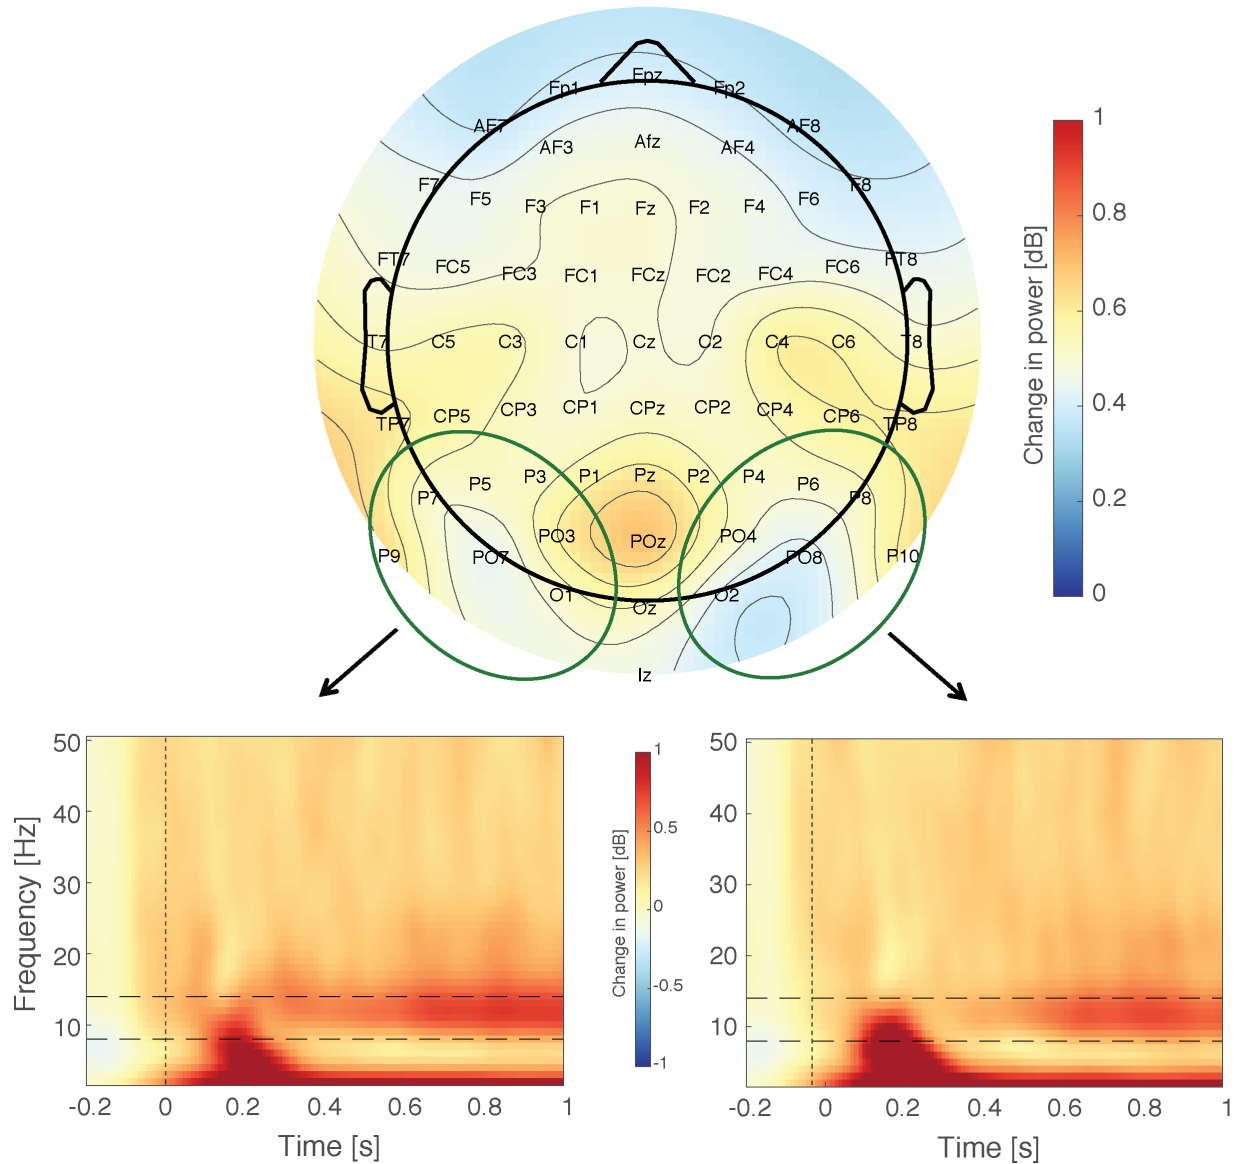 Fpz
Fp1 Fp2
AF7 AF8
AF3 Afz AF4
F7 F8
F5 F3 F1 Fz F2 F4 F6
FT7 FT8
FC5 FC3 FC1 FCz FC2 FC4 FC6
T7 C5 C3 C1 Cz C2 C4 C6 T8
CP5 CP3 CP1 CPz CP2 CP4 CP6
TP7 TP8
P7 P5 P3 P1 Pz P2 P4 P6 P8
PO3 POz PO4
P9 PO7 PO8 P10
O1 Oz O2
Iz
1
0.8
0.6
0.4
0.2
0
Change in power [dB]
50
40
30
20
10
Frequency [Hz]
-0.2 0 0.2 0.4 0.6 0.8 1
Time [s]
1
0.5
0
-0.5
-1
Change in power [dB]
50
40
30
20
10
-0.2 0 0.2 0.4 0.6 0.8 1
Time [s]